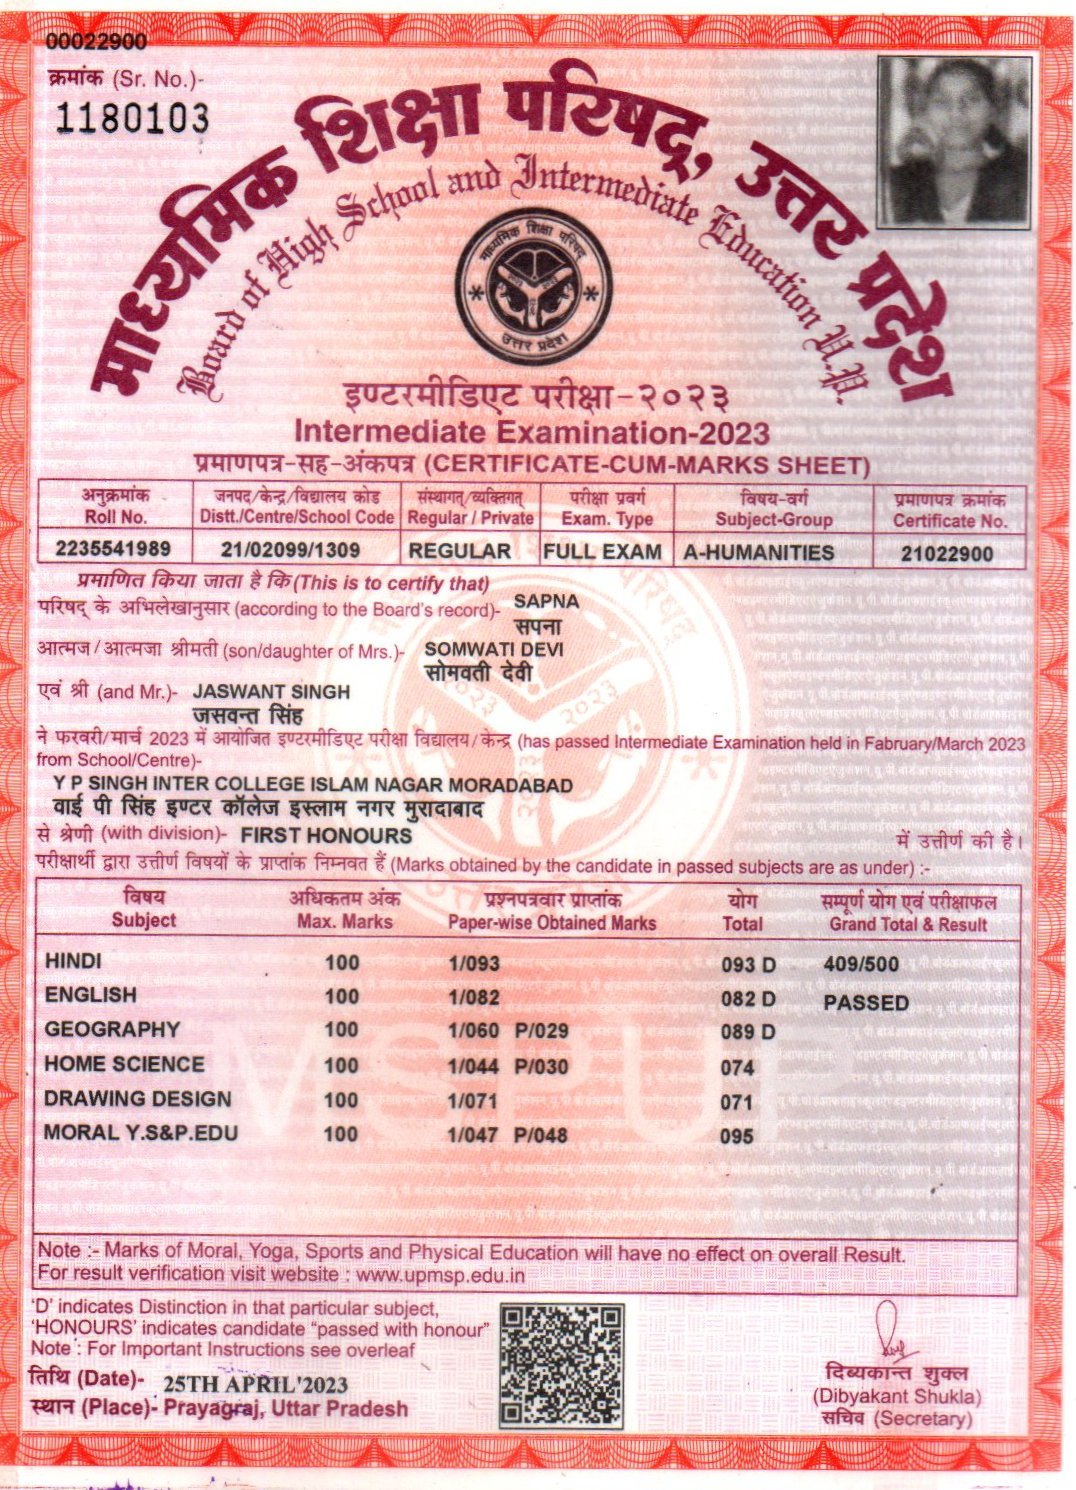 00022900
क्रमांक (Sr. No.)-
1180103
माध्यमिक शिक्षा परिषद्, उत्तर प्रदेश
Board of High School and Intermediate Education U.P.
माध्यमिक शिक्षा परिषद्
उत्तर प्रदेश
इण्टरमीडिएट परीक्षा-२०२३
Intermediate Examination-2023
प्रमाणपत्र-सह-अंकपत्र (CERTIFICATE-CUM-MARKS SHEET)
अनुक्रमांक जनपद/केन्द्र/विद्यालय कोड संस्थागत्/व्यक्तिगत् परीक्षा प्रवर्ग विषय-वर्ग प्रमाणपत्र क्रमांक
Roll No. Distt./Centre/School Code Regular / Private Exam. Type Subject-Group Certificate No.
2235541989 21/02099/1309 REGULAR FULL EXAM A-HUMANITIES 21022900
प्रमाणित किया जाता है कि (This is to certify that)
परिषद् के अभिलेखानुसार (according to the Board's record)- SAPNA
सपना
आत्मज/आत्मजा श्रीमती (son/daughter of Mrs.)- SOMWATI DEVI
सोमवती देवी
एवं श्री (and Mr.)- JASWANT SINGH
जसवन्त सिंह
ने फरवरी/मार्च 2023 में आयोजित इण्टरमीडिएट परीक्षा विद्यालय/केन्द्र (has passed Intermediate Examination held in Fabruary/March 2023
from School/Centre)-
Y P SINGH INTER COLLEGE ISLAM NAGAR MORADABAD
वाई पी सिंह इण्टर कॉलेज इस्लाम नगर मुरादाबाद
से श्रेणी (with division)- FIRST HONOURS में उत्तीर्ण की है।
परीक्षार्थी द्वारा उत्तीर्ण विषयों के प्राप्तांक निम्नवत हैं (Marks obtained by the candidate in passed subjects are as under) :-
विषय अधिकतम अंक प्रश्नपत्रवार प्राप्तांक योग सम्पूर्ण योग एवं परीक्षाफल
Subject Max. Marks Paper-wise Obtained Marks Total Grand Total & Result
HINDI 100 1/093 093 D 409/500
ENGLISH 100 1/082 082 D PASSED
GEOGRAPHY 100 1/060 P/029 089 D
HOME SCIENCE 100 1/044 P/030 074
DRAWING DESIGN 100 1/071 071
MORAL Y.S&P.EDU 100 1/047 P/048 095
Note :- Marks of Moral, Yoga, Sports and Physical Education will have no effect on overall Result.
For result verification visit website : www.upmsp.edu.in
'D' indicates Distinction in that particular subject,
'HONOURS' indicates candidate "passed with honour"
Note : For Important Instructions see overleaf
तिथि (Date)- 25TH APRIL'2023
स्थान (Place)- Prayagraj, Uttar Pradesh
दिब्यकान्त शुक्ल
(Dibyakant Shukla)
सचिव (Secretary)